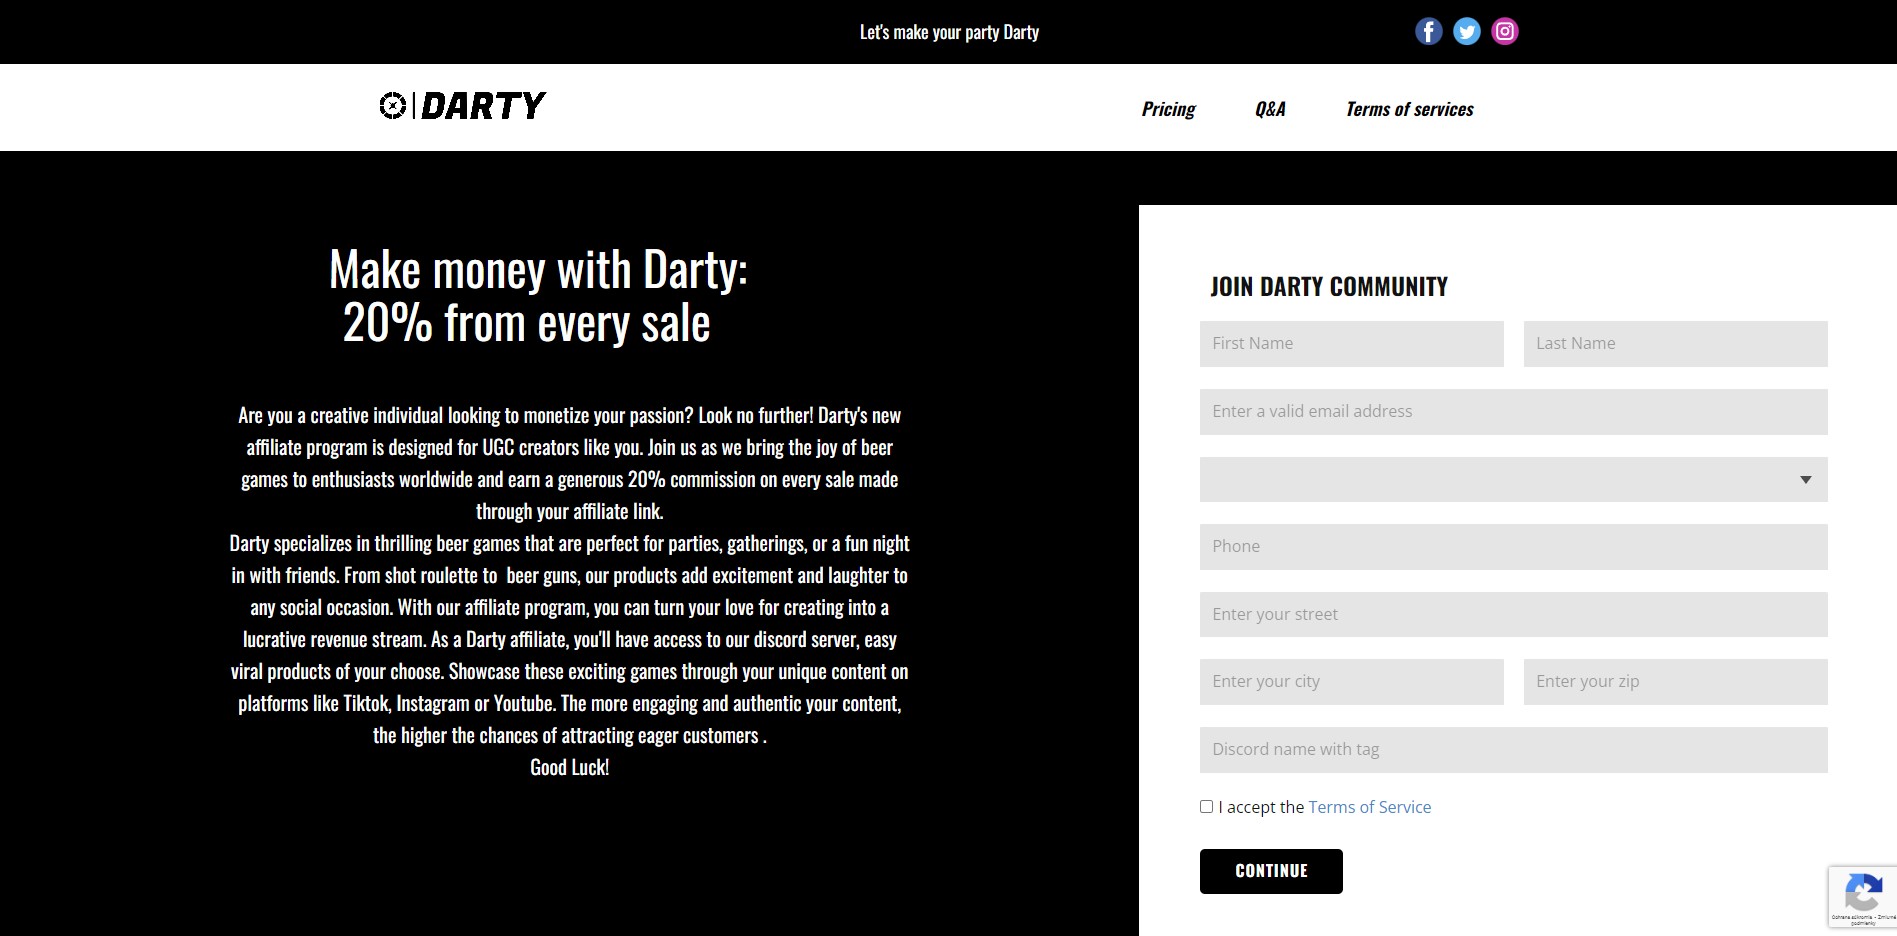 Let's make your party Darty
DARTY
Pricing
Q&A
Terms of services
Make money with Darty:
20% from every sale
Are you a creative individual looking to monetize your passion? Look no further! Darty's new
affiliate program is designed for UGC creators like you. Join us as we bring the joy of beer
games to enthusiasts worldwide and earn a generous 20% commission on every sale made
through your affiliate link.
Darty specializes in thrilling beer games that are perfect for parties, gatherings, or a fun night
in with friends. From shot roulette to  beer guns, our products add excitement and laughter to
any social occasion. With our affiliate program, you can turn your love for creating into a
lucrative revenue stream. As a Darty affiliate, you'll have access to our discord server, easy
viral products of your choose. Showcase these exciting games through your unique content on
platforms like Tiktok, Instagram or Youtube. The more engaging and authentic your content,
the higher the chances of attracting eager customers .
Good Luck!
JOIN DARTY COMMUNITY
First Name
Last Name
Enter a valid email address
Phone
Enter your street
Enter your city
Enter your zip
Discord name with tag
I accept the Terms of Service
CONTINUE
Ochrana súkromia - Zmluvné
podmienky